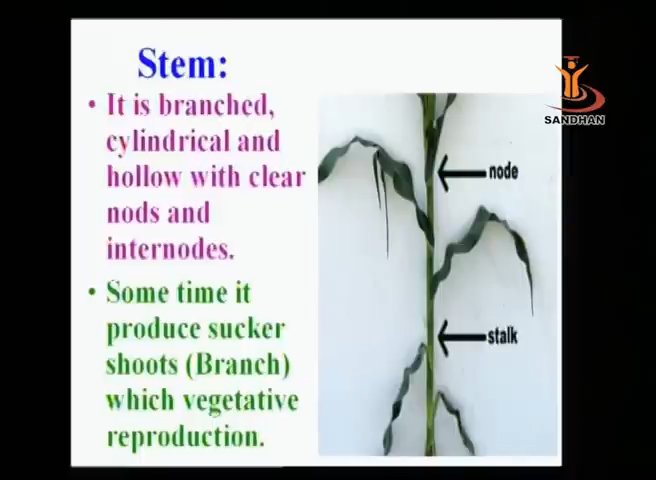 Stem:
• It is branched,
cylindrical and
hollow with clear
nods and
internodes.
• Some time it
produce sucker
shoots (Branch)
which vegetative
reproduction.
node
stalk
SANDHAN